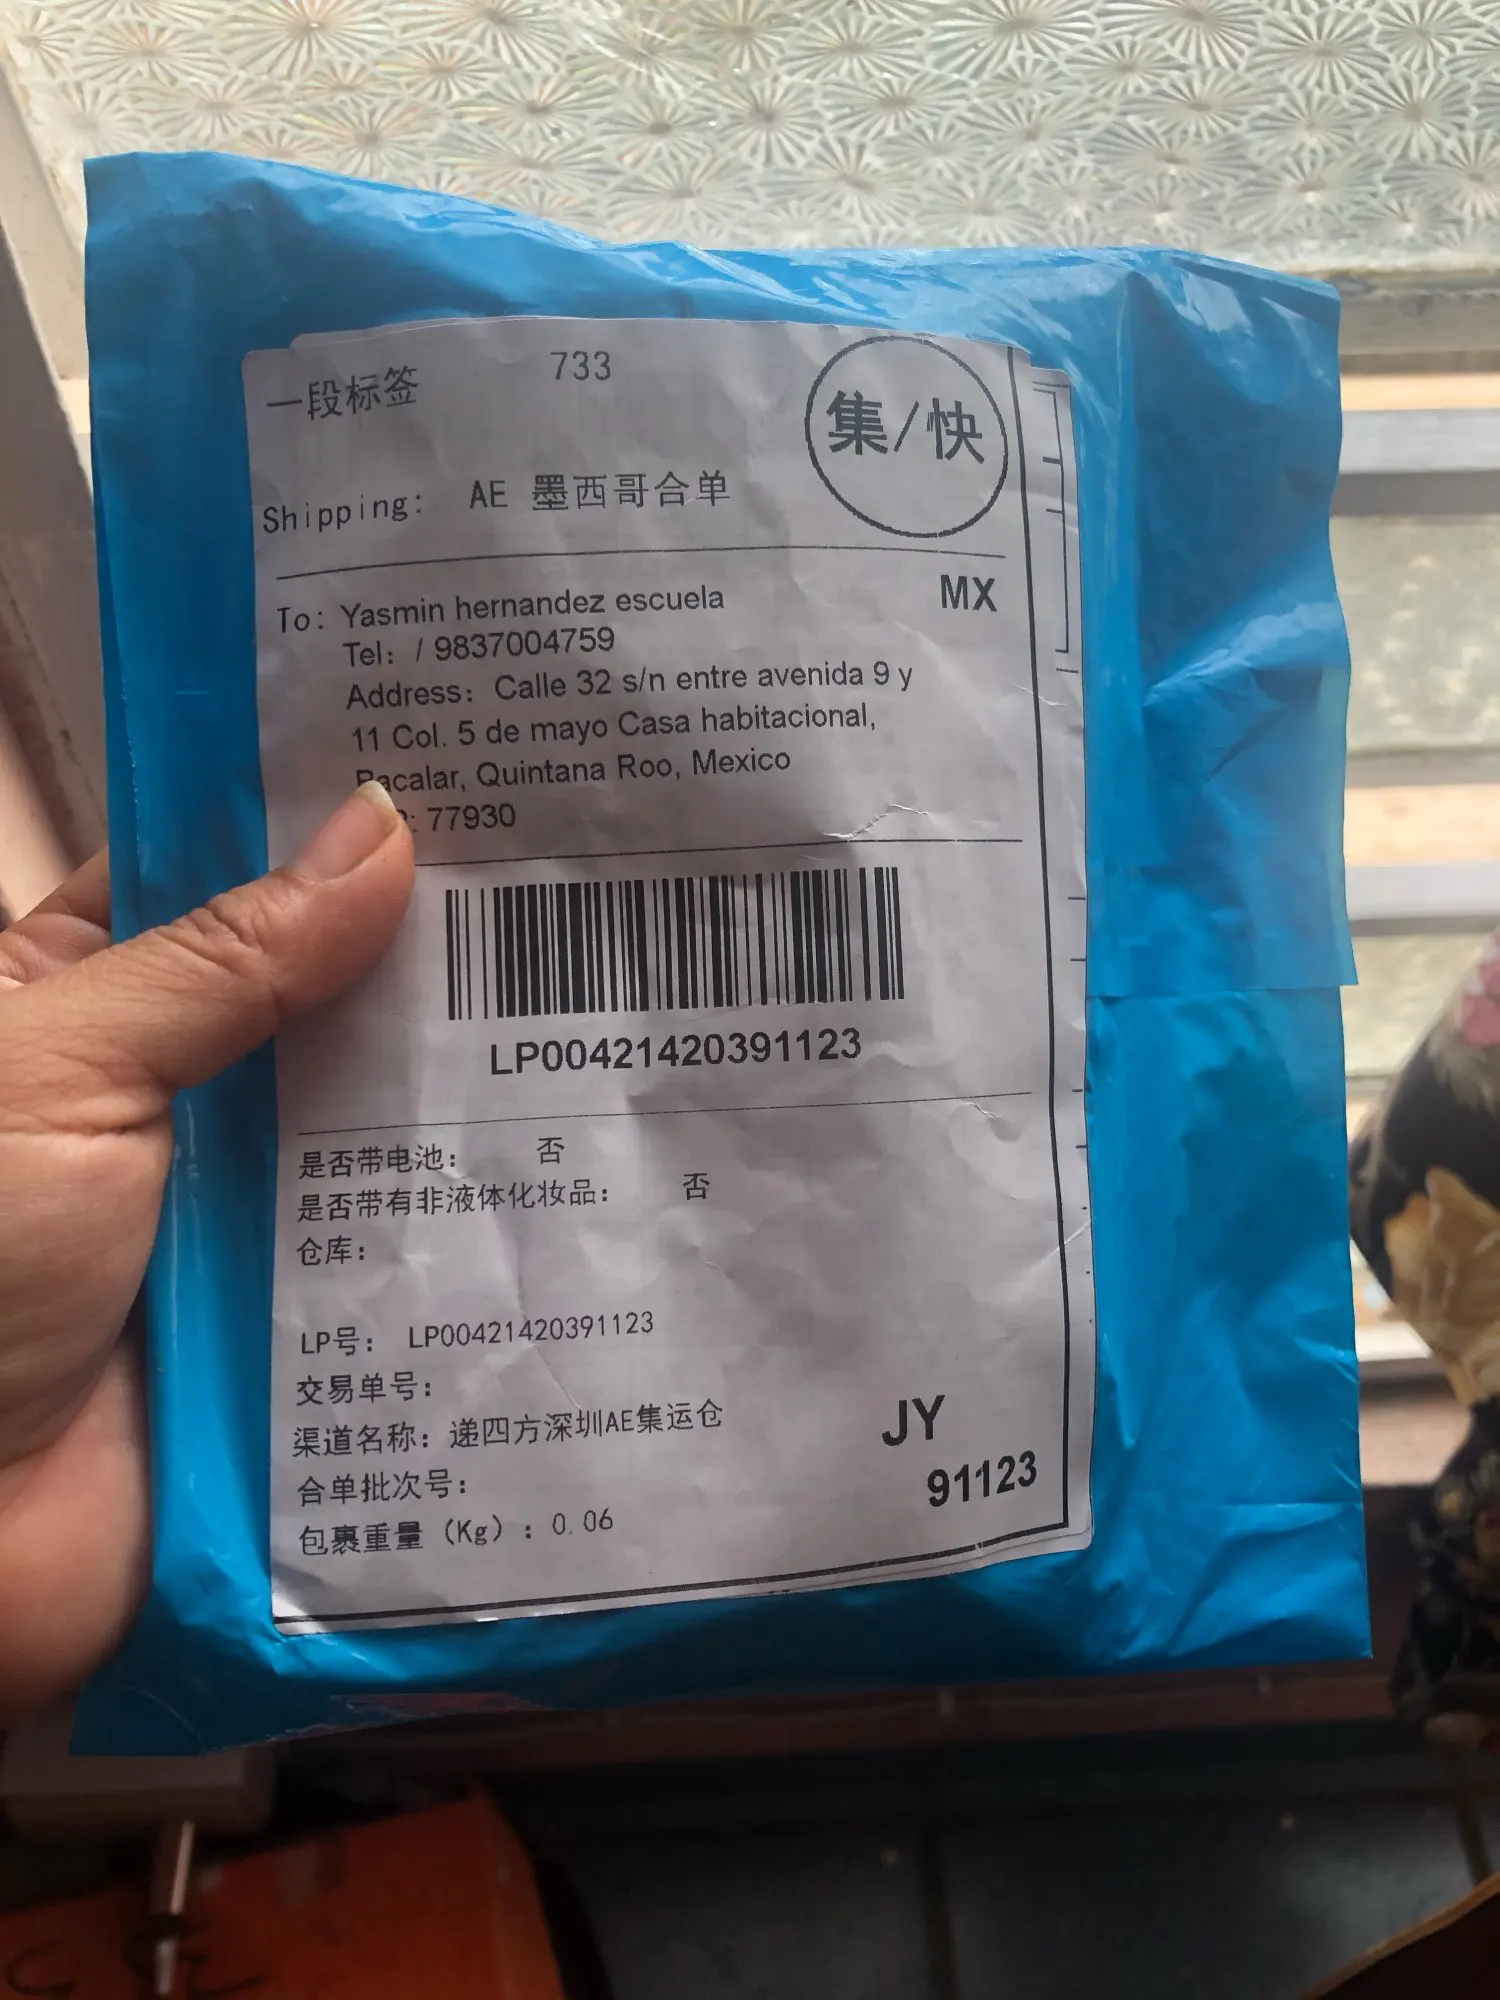 一段标签 733
集/快
Shipping: AE 墨西哥合单
MX
To: Yasmin hernandez escuela
Tel: / 9837004759
Address: Calle 32 s/n entre avenida 9 y
11 Col. 5 de mayo Casa habitacional,
Bacalar, Quintana Roo, Mexico
: 77930
LP00421420391123
是否带电池: 否
是否带有非液体化妆品: 否
仓库:
LP号: LP00421420391123
交易单号:
渠道名称: 递四方深圳AE集运仓
JY
合单批次号:
91123
包裹重量 (Kg) : 0.06